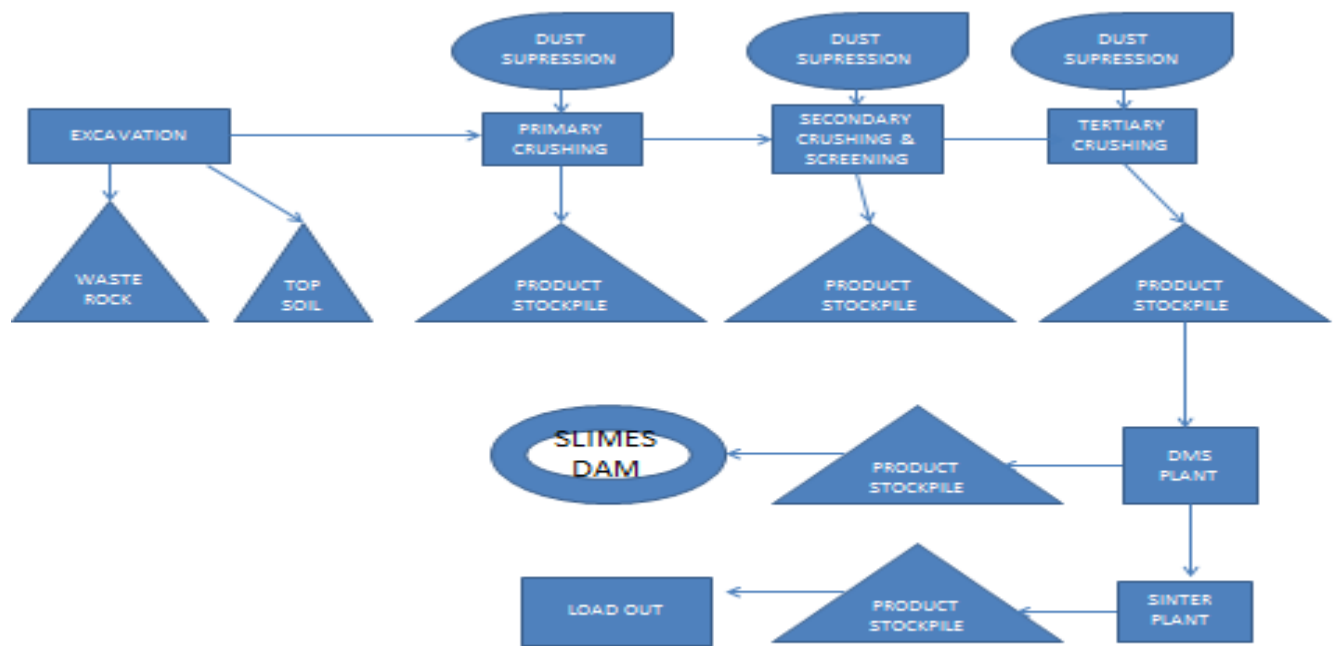 DUST
SUPRESSION
DUST
SUPRESSION
DUST
SUPRESSION
EXCAVATION
PRIMARY
CRUSHING
SECONDARY
CRUSHING &
SCREENING
TERTIARY
CRUSHING
WASTE
ROCK
TOP
SOIL
PRODUCT
STOCKPILE
PRODUCT
STOCKPILE
PRODUCT
STOCKPILE
SLIMES
DAM
PRODUCT
STOCKPILE
DMS
PLANT
LOAD OUT
PRODUCT
STOCKPILE
SINTER
PLANT